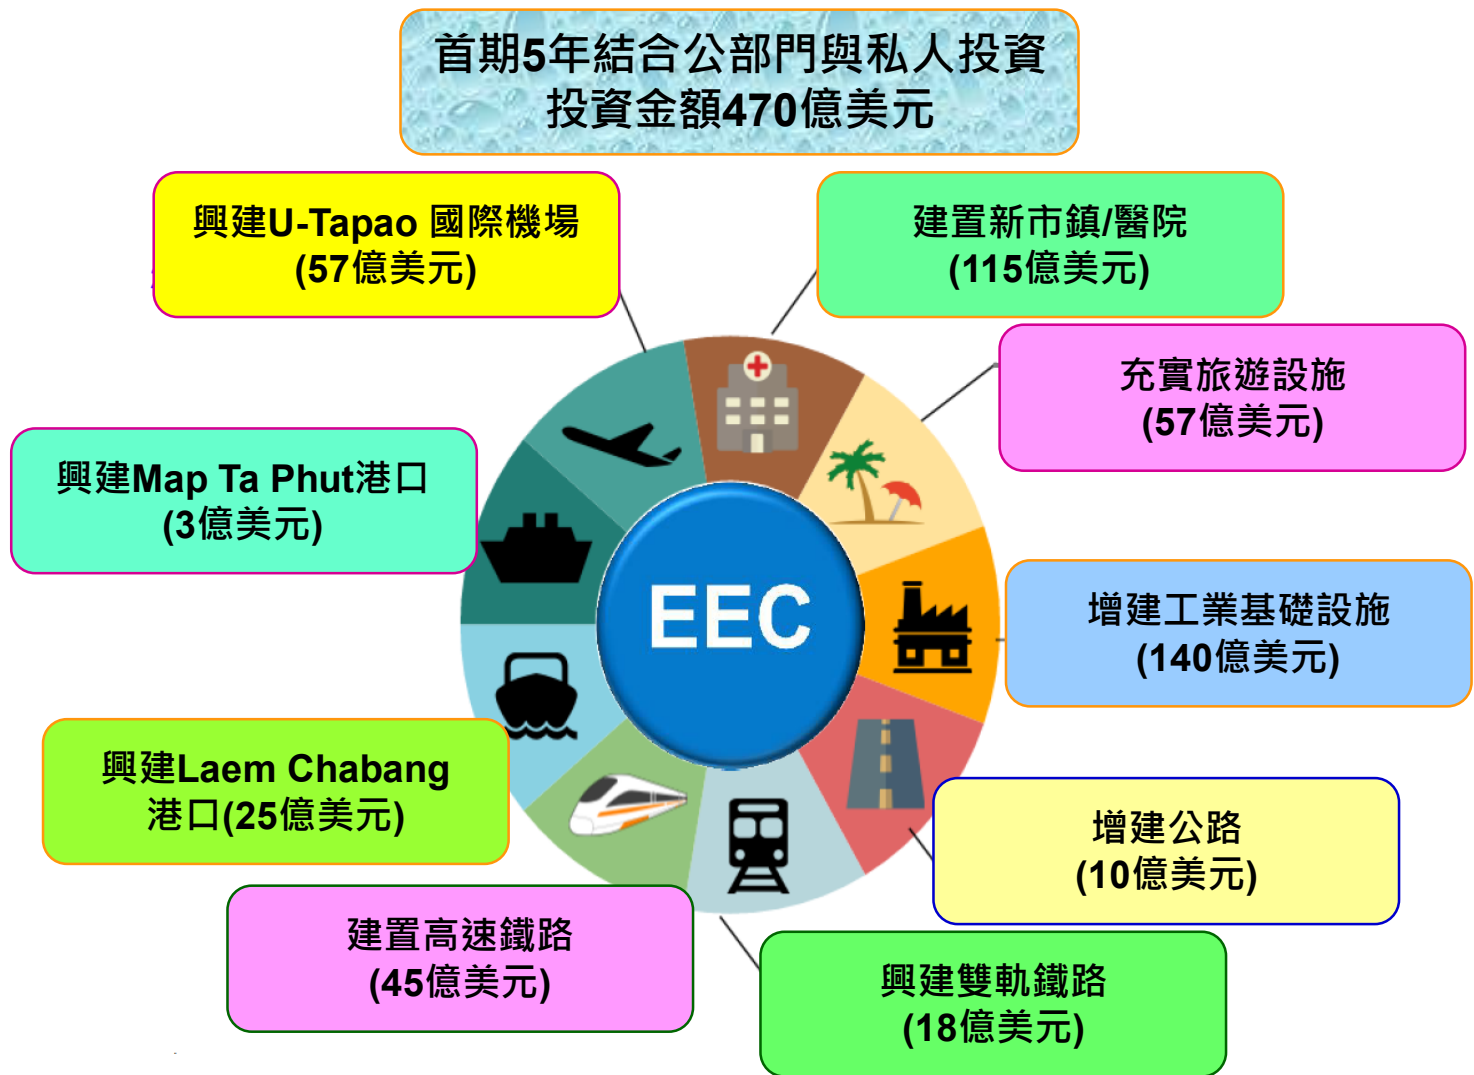 首期5年結合公部門與私人投資
投資金額470億美元
興建U-Tapao 國際機場
(57億美元)
建置新市鎮/醫院
(115億美元)
充實旅遊設施
(57億美元)
興建Map Ta Phut港口
(3億美元)
EEC
增建工業基礎設施
(140億美元)
興建Laem Chabang
港口(25億美元)
增建公路
(10億美元)
建置高速鐵路
(45億美元)
興建雙軌鐵路
(18億美元)